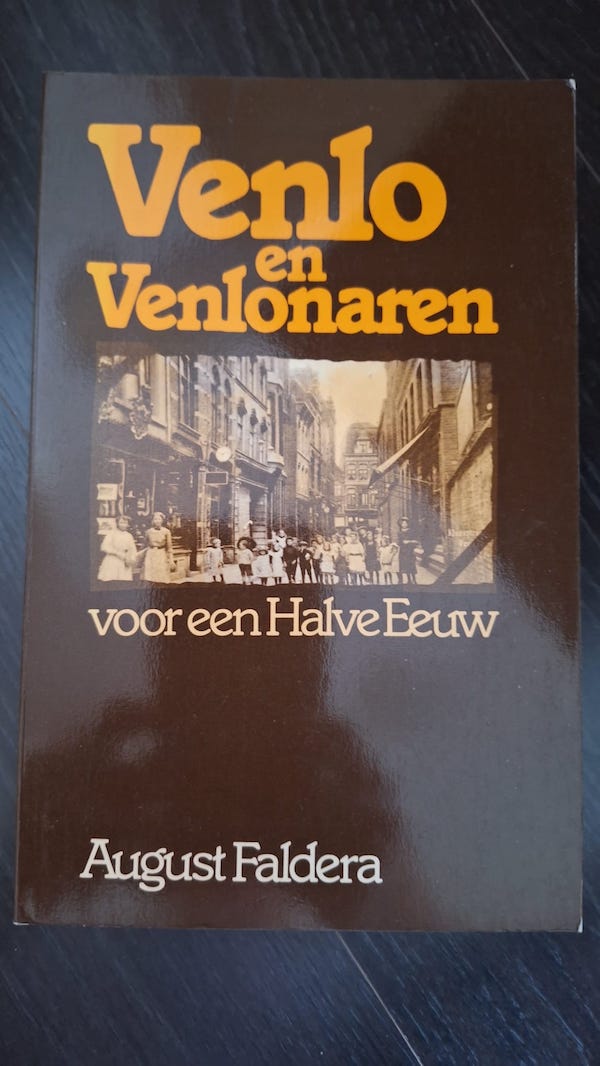 Venlo
en
Venlonaren
voor een Halve Eeuw
August Faldera